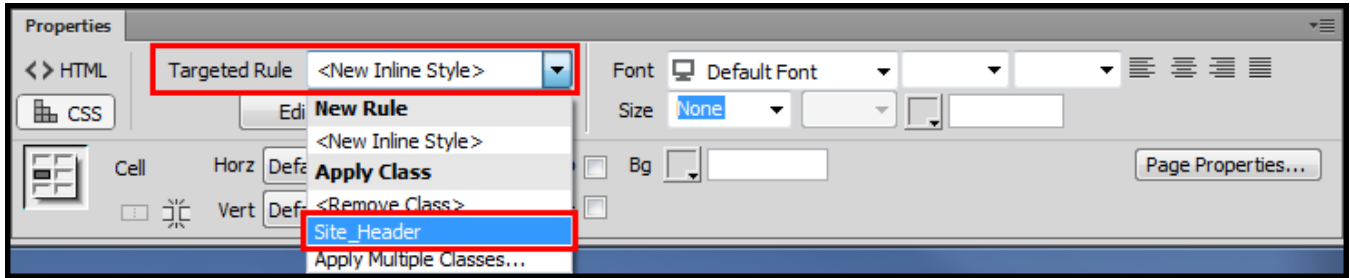 Properties
<> HTML Targeted Rule <New Inline Style> Font Default Font
CSS Edi New Rule Size None
<New Inline Style>
Cell Horz Defa Apply Class Bg Page Properties...
Vert Def <Remove Class>
Site_Header
Apply Multiple Classes...